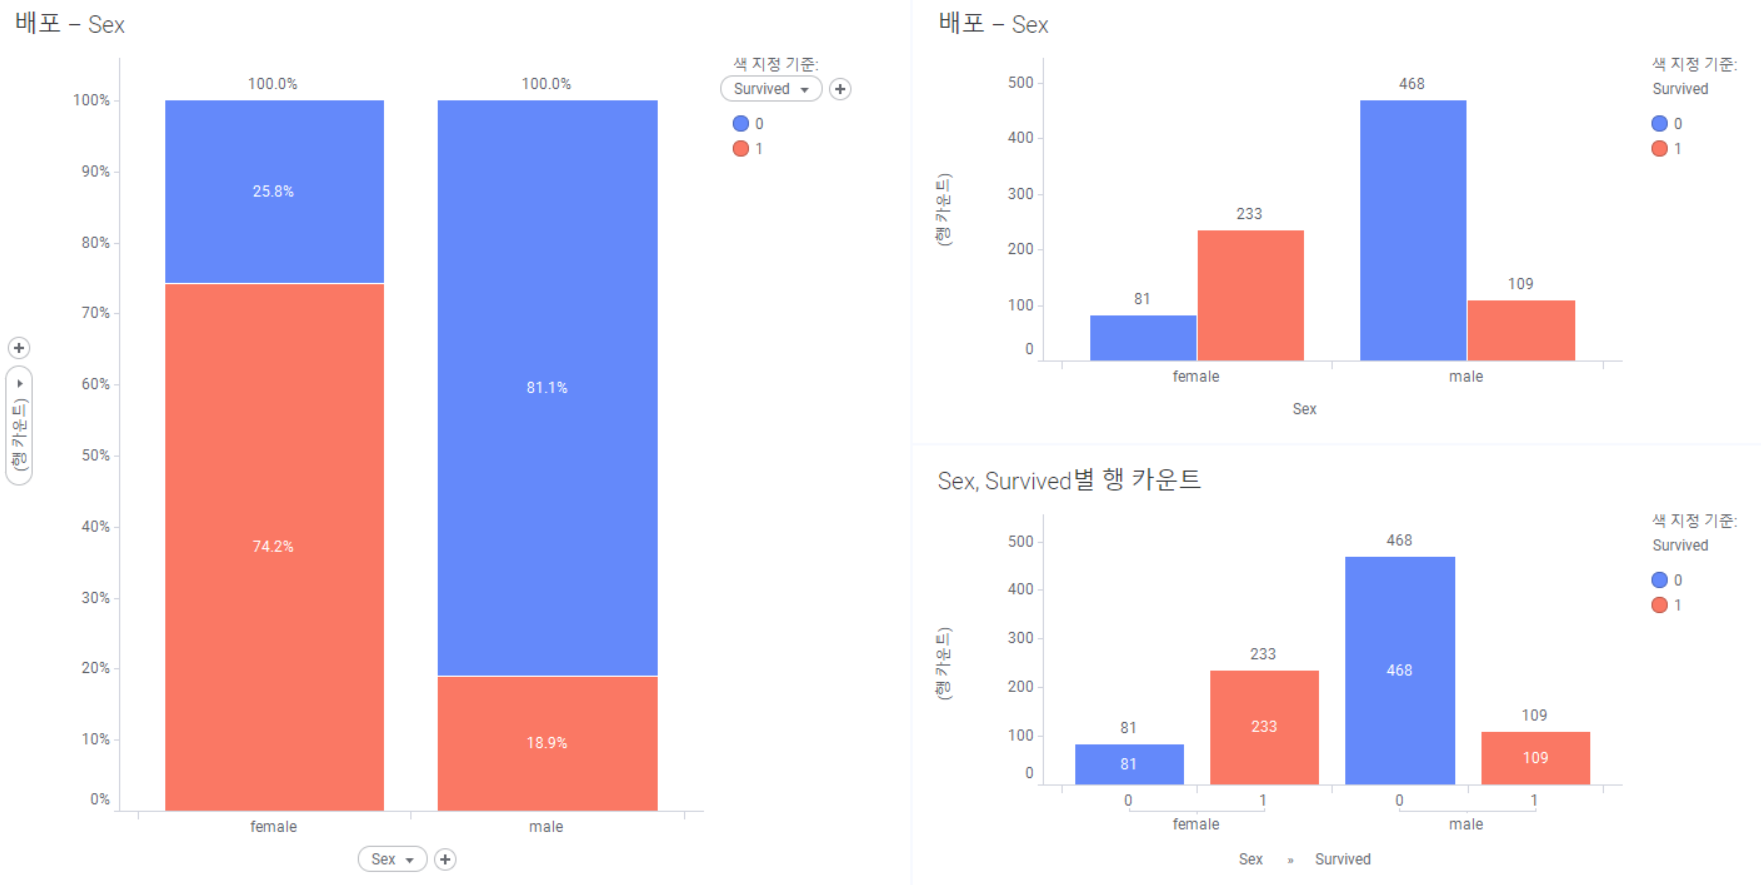 배포 – Sex
색 지정 기준:
Survived
0
1
100.0%
100.0%
100%
90%
80%
70%
60%
50%
40%
30%
20%
10%
0%
25.8%
81.1%
74.2%
18.9%
(행 카운트)
female
male
Sex
배포 – Sex
색 지정 기준:
Survived
0
1
500
400
300
200
100
0
468
233
81
109
(행 카운트)
female
male
Sex
Sex, Survived별 행 카운트
색 지정 기준:
Survived
0
1
500
400
300
200
100
0
468
468
233
233
109
109
81
81
(행 카운트)
0
1
0
1
female
male
Sex » Survived